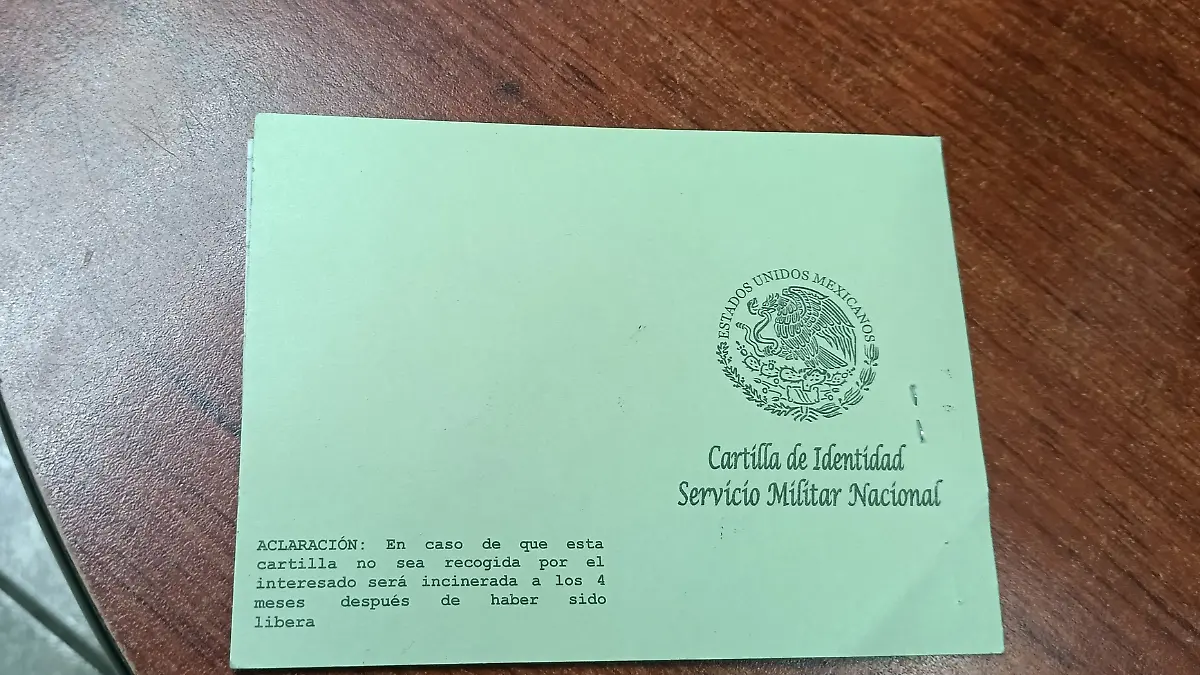 ESTADOS UNIDOS MEXICANOS
Cartilla de Identidad
Servicio Militar Nacional
ACLARACIÓN: En caso de que esta
cartilla no sea recogida por el
interesado será incinerada a los 4
meses después de haber sido
libera